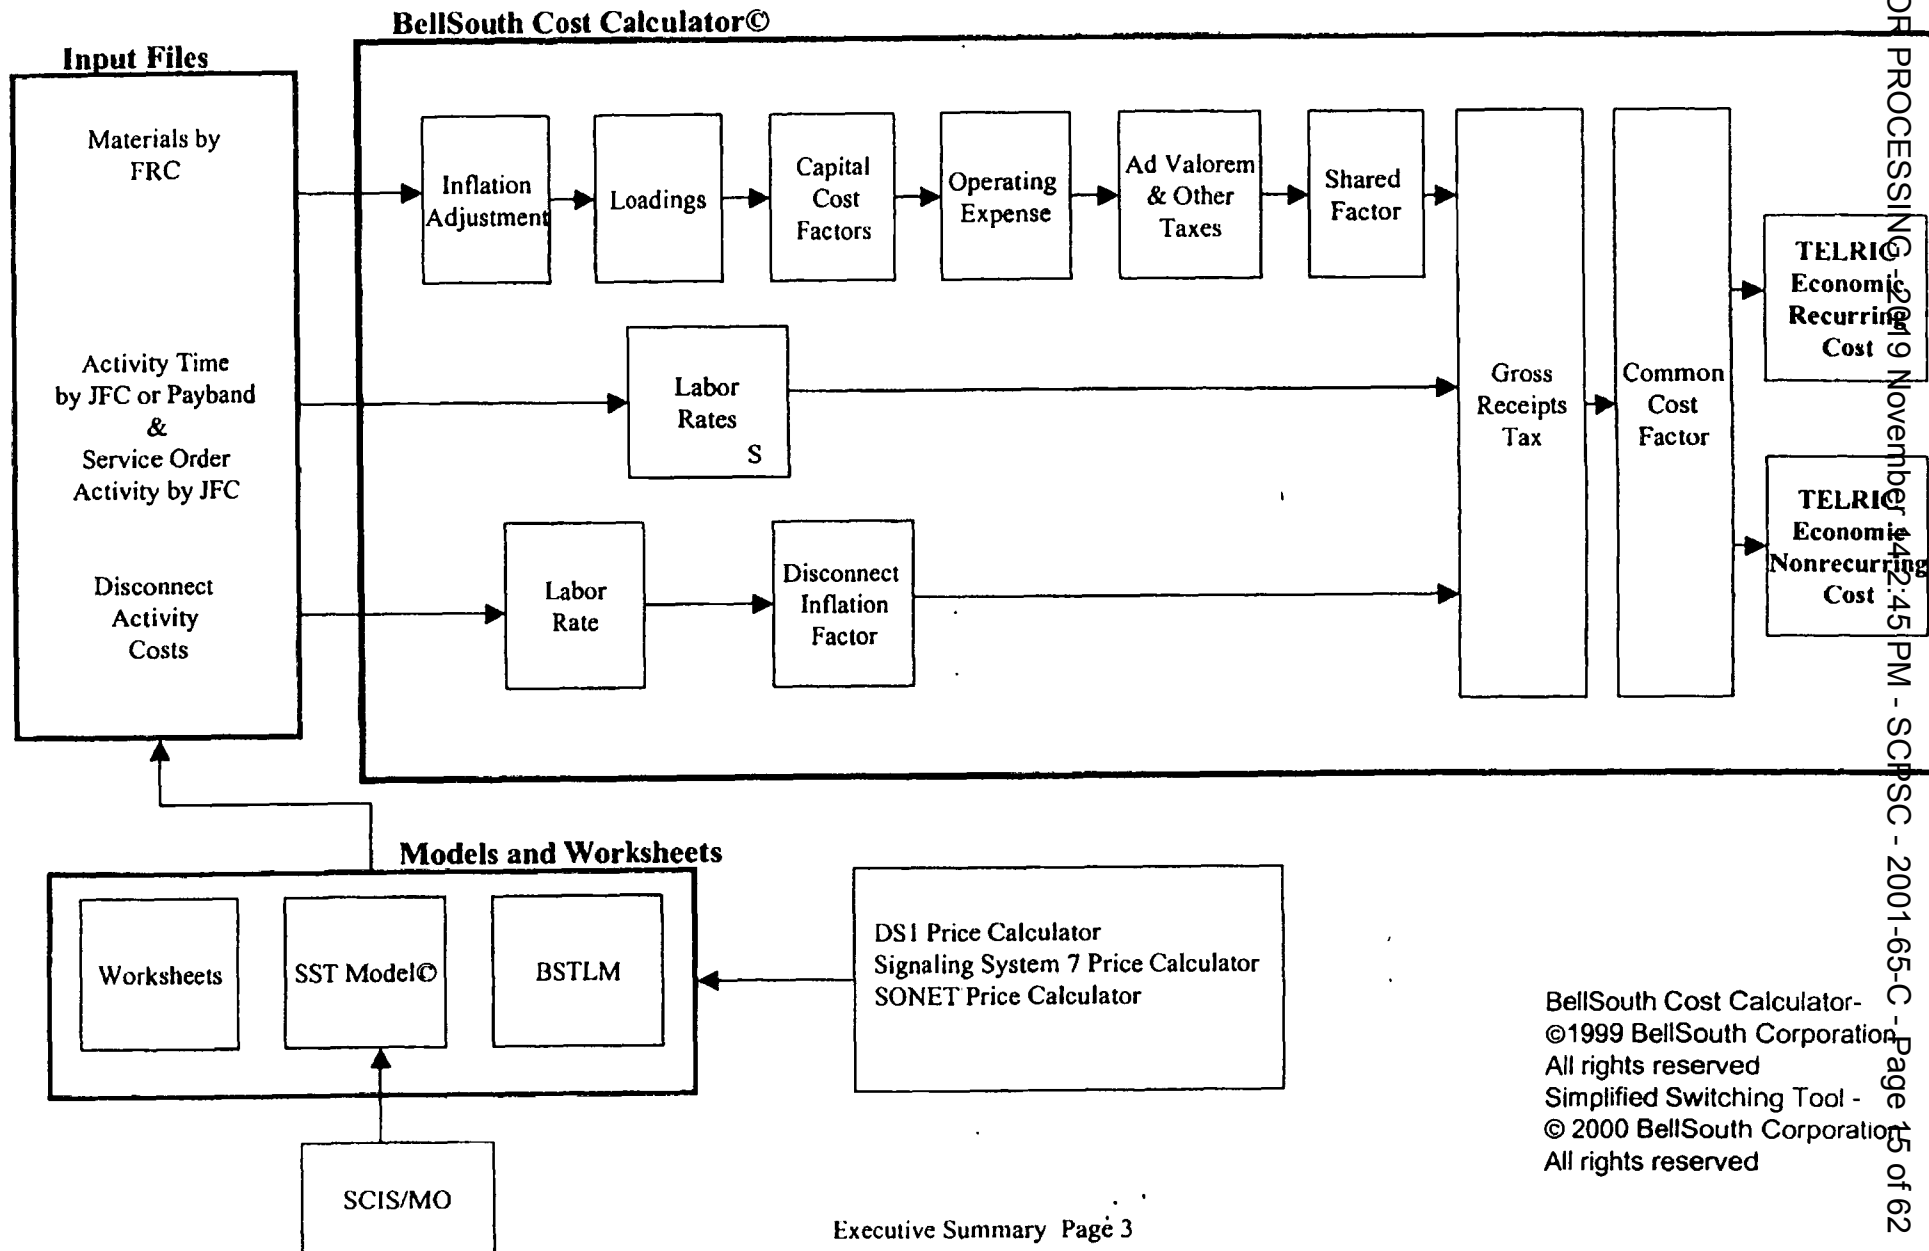 BellSouth Cost Calculator©
Input Files
Materials by
FRC
Activity Time
by JFC or Payband
&
Service Order
Activity by JFC
Disconnect
Activity
Costs
Inflation
Adjustment
Loadings
Capital
Cost
Factors
Operating
Expense
Ad Valorem
& Other
Taxes
Shared
Factor
Labor
Rates
S
Labor
Rate
Disconnect
Inflation
Factor
Gross
Receipts
Tax
Common
Cost
Factor
TELRIC
Economic
Recurring
Cost
TELRIC
Economic
Nonrecurring
Cost
Models and Worksheets
Worksheets
SST Model©
BSTLM
DS1 Price Calculator
Signaling System 7 Price Calculator
SONET Price Calculator
SCIS/MO
BellSouth Cost Calculator-
©1999 BellSouth Corporation
All rights reserved
Simplified Switching Tool -
© 2000 BellSouth Corporation
All rights reserved
Executive Summary Page 3
PROCESSING - 2019 November 14 2:45 PM - SCPSC - 2001-65-C - Page 15 of 62